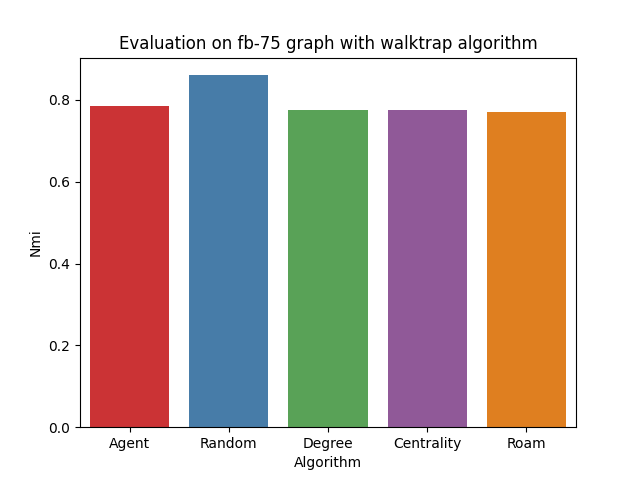 Evaluation on fb-75 graph with walktrap algorithm
0.8
0.6
0.4
0.2
0.0
Nmi
Agent Random Degree Centrality Roam
Algorithm